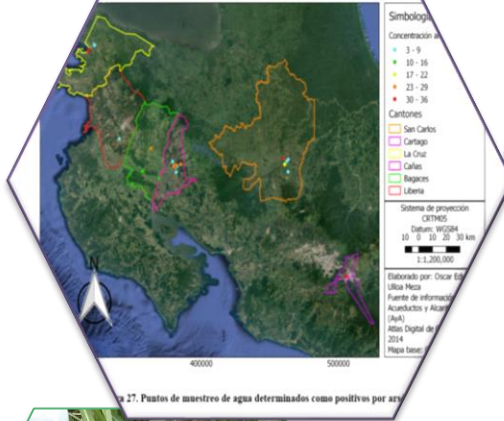 Simbología
Concentración a
3 - 9
10 - 16
17 - 22
23 - 29
30 - 36
Cantones
San Carlos
Cartago
La Cruz
Cañas
Bagaces
Liberia
Sistema de proyección
CRTM05
Datum: WGS84
10 0 10 20 30 km
1:1,200,000
Elaborado por: Oscar Ed
Ulloa Meza
Fuente de informació
Acueductos y Alcan
(AyA)
Atlas Digital de
2014
Mapa base:
N
400000
500000
a 27. Puntos de muestreo de agua determinados como positivos por ars